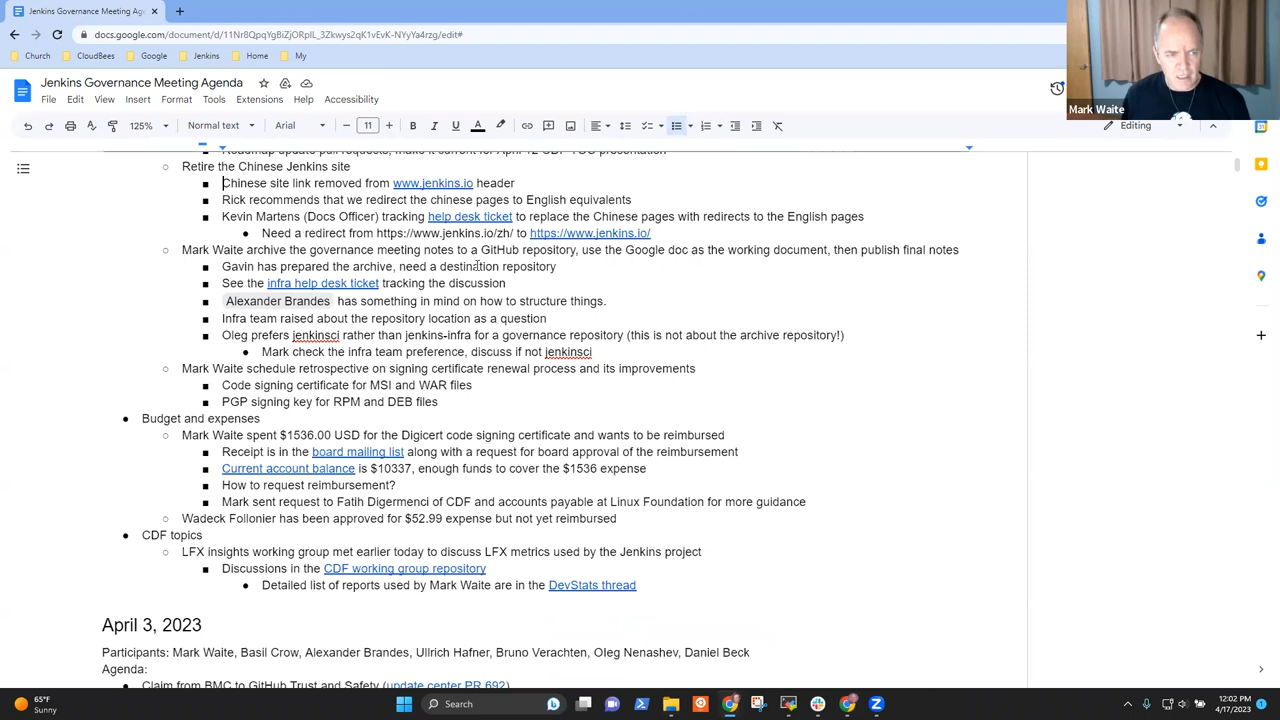 Jenkins Governance Meeting Age
docs.google.com/document/d/11Nr8QpqYgBiZjORpIL_3Zkwys2qK1vEvK-NYyYa4rzg/edit#
Church
CloudBees
Google
Jenkins
Home
My
Jenkins Governance Meeting Agenda
File Edit View Insert Format Tools Extensions Help Accessibility
125%
Normal text
Arial
11
Editing
Mark Waite
Retire the Chinese Jenkins site
Chinese site link removed from www.jenkins.io header
Rick recommends that we redirect the chinese pages to English equivalents
Kevin Martens (Docs Officer) tracking help desk ticket to replace the Chinese pages with redirects to the English pages
Need a redirect from https://www.jenkins.io/zh/ to https://www.jenkins.io/
Mark Waite archive the governance meeting notes to a GitHub repository, use the Google doc as the working document, then publish final notes
Gavin has prepared the archive, need a destination repository
See the infra help desk ticket tracking the discussion
Alexander Brandes has something in mind on how to structure things.
Infra team raised about the repository location as a question
Oleg prefers jenkinsci rather than jenkins-infra for a governance repository (this is not about the archive repository!)
Mark check the infra team preference, discuss if not jenkinsci
Mark Waite schedule retrospective on signing certificate renewal process and its improvements
Code signing certificate for MSI and WAR files
PGP signing key for RPM and DEB files
Budget and expenses
Mark Waite spent $1536.00 USD for the Digicert code signing certificate and wants to be reimbursed
Receipt is in the board mailing list along with a request for board approval of the reimbursement
Current account balance is $10337, enough funds to cover the $1536 expense
How to request reimbursement?
Mark sent request to Fatih Digermenci of CDF and accounts payable at Linux Foundation for more guidance
Wadeck Follonier has been approved for $52.99 expense but not yet reimbursed
CDF topics
LFX insights working group met earlier today to discuss LFX metrics used by the Jenkins project
Discussions in the CDF working group repository
Detailed list of reports used by Mark Waite are in the DevStats thread
April 3, 2023
Participants: Mark Waite, Basil Crow, Alexander Brandes, Ullrich Hafner, Bruno Verachten, Oleg Nenashev, Daniel Beck
Agenda:
Claim from BMC to GitHub Trust and Safety (update center PR 692)
65°F
Sunny
Search
12:02 PM
4/17/2023